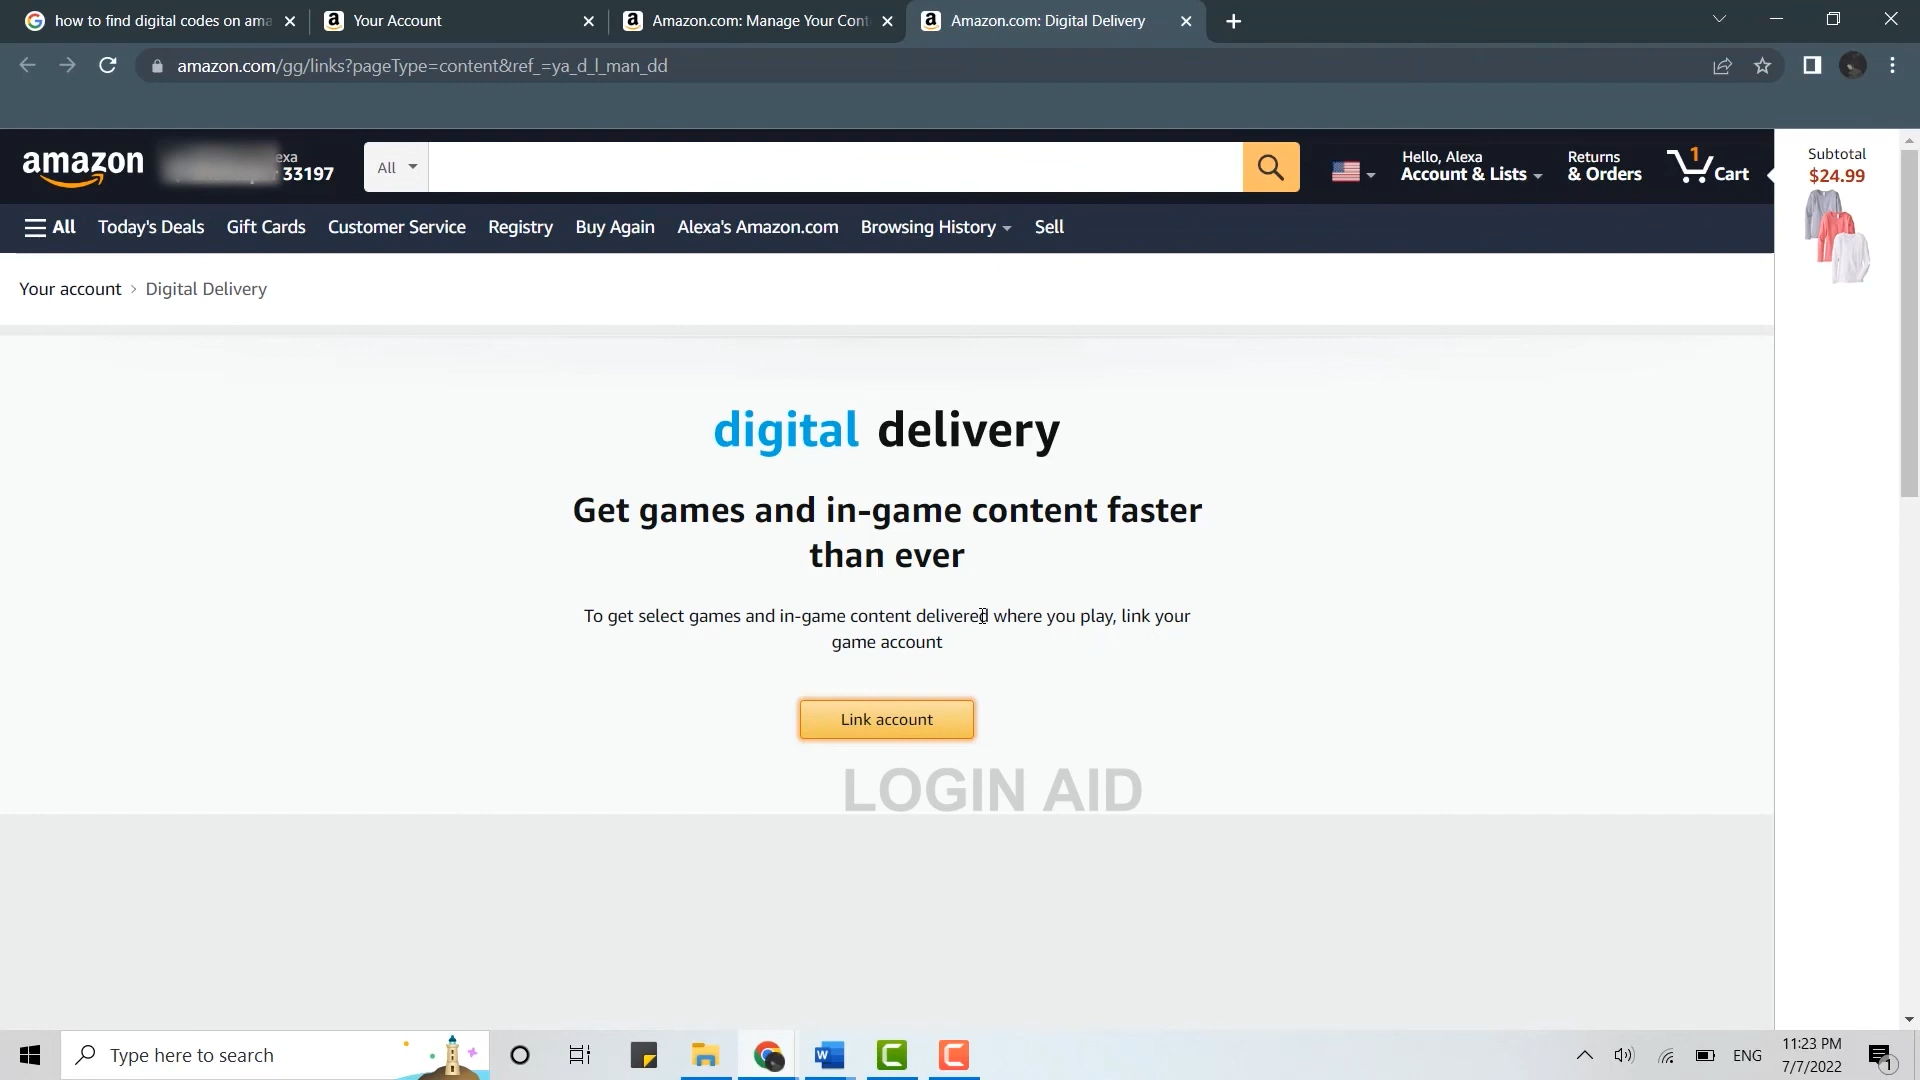 how to find digital codes on ama
Your Account
Amazon.com: Manage Your Cont
Amazon.com: Digital Delivery
amazon.com/gg/links?pageType=content&ref_=ya_d_l_man_dd
amazon
exa
33197
All
Hello, Alexa
Account & Lists
Returns
& Orders
1
Cart
Subtotal
$24.99
All
Today's Deals
Gift Cards
Customer Service
Registry
Buy Again
Alexa's Amazon.com
Browsing History
Sell
Your account › Digital Delivery
digital delivery
Get games and in-game content faster
than ever
To get select games and in-game content delivered where you play, link your
game account
Link account
LOGIN AID
Type here to search
ENG
11:23 PM
7/7/2022
1